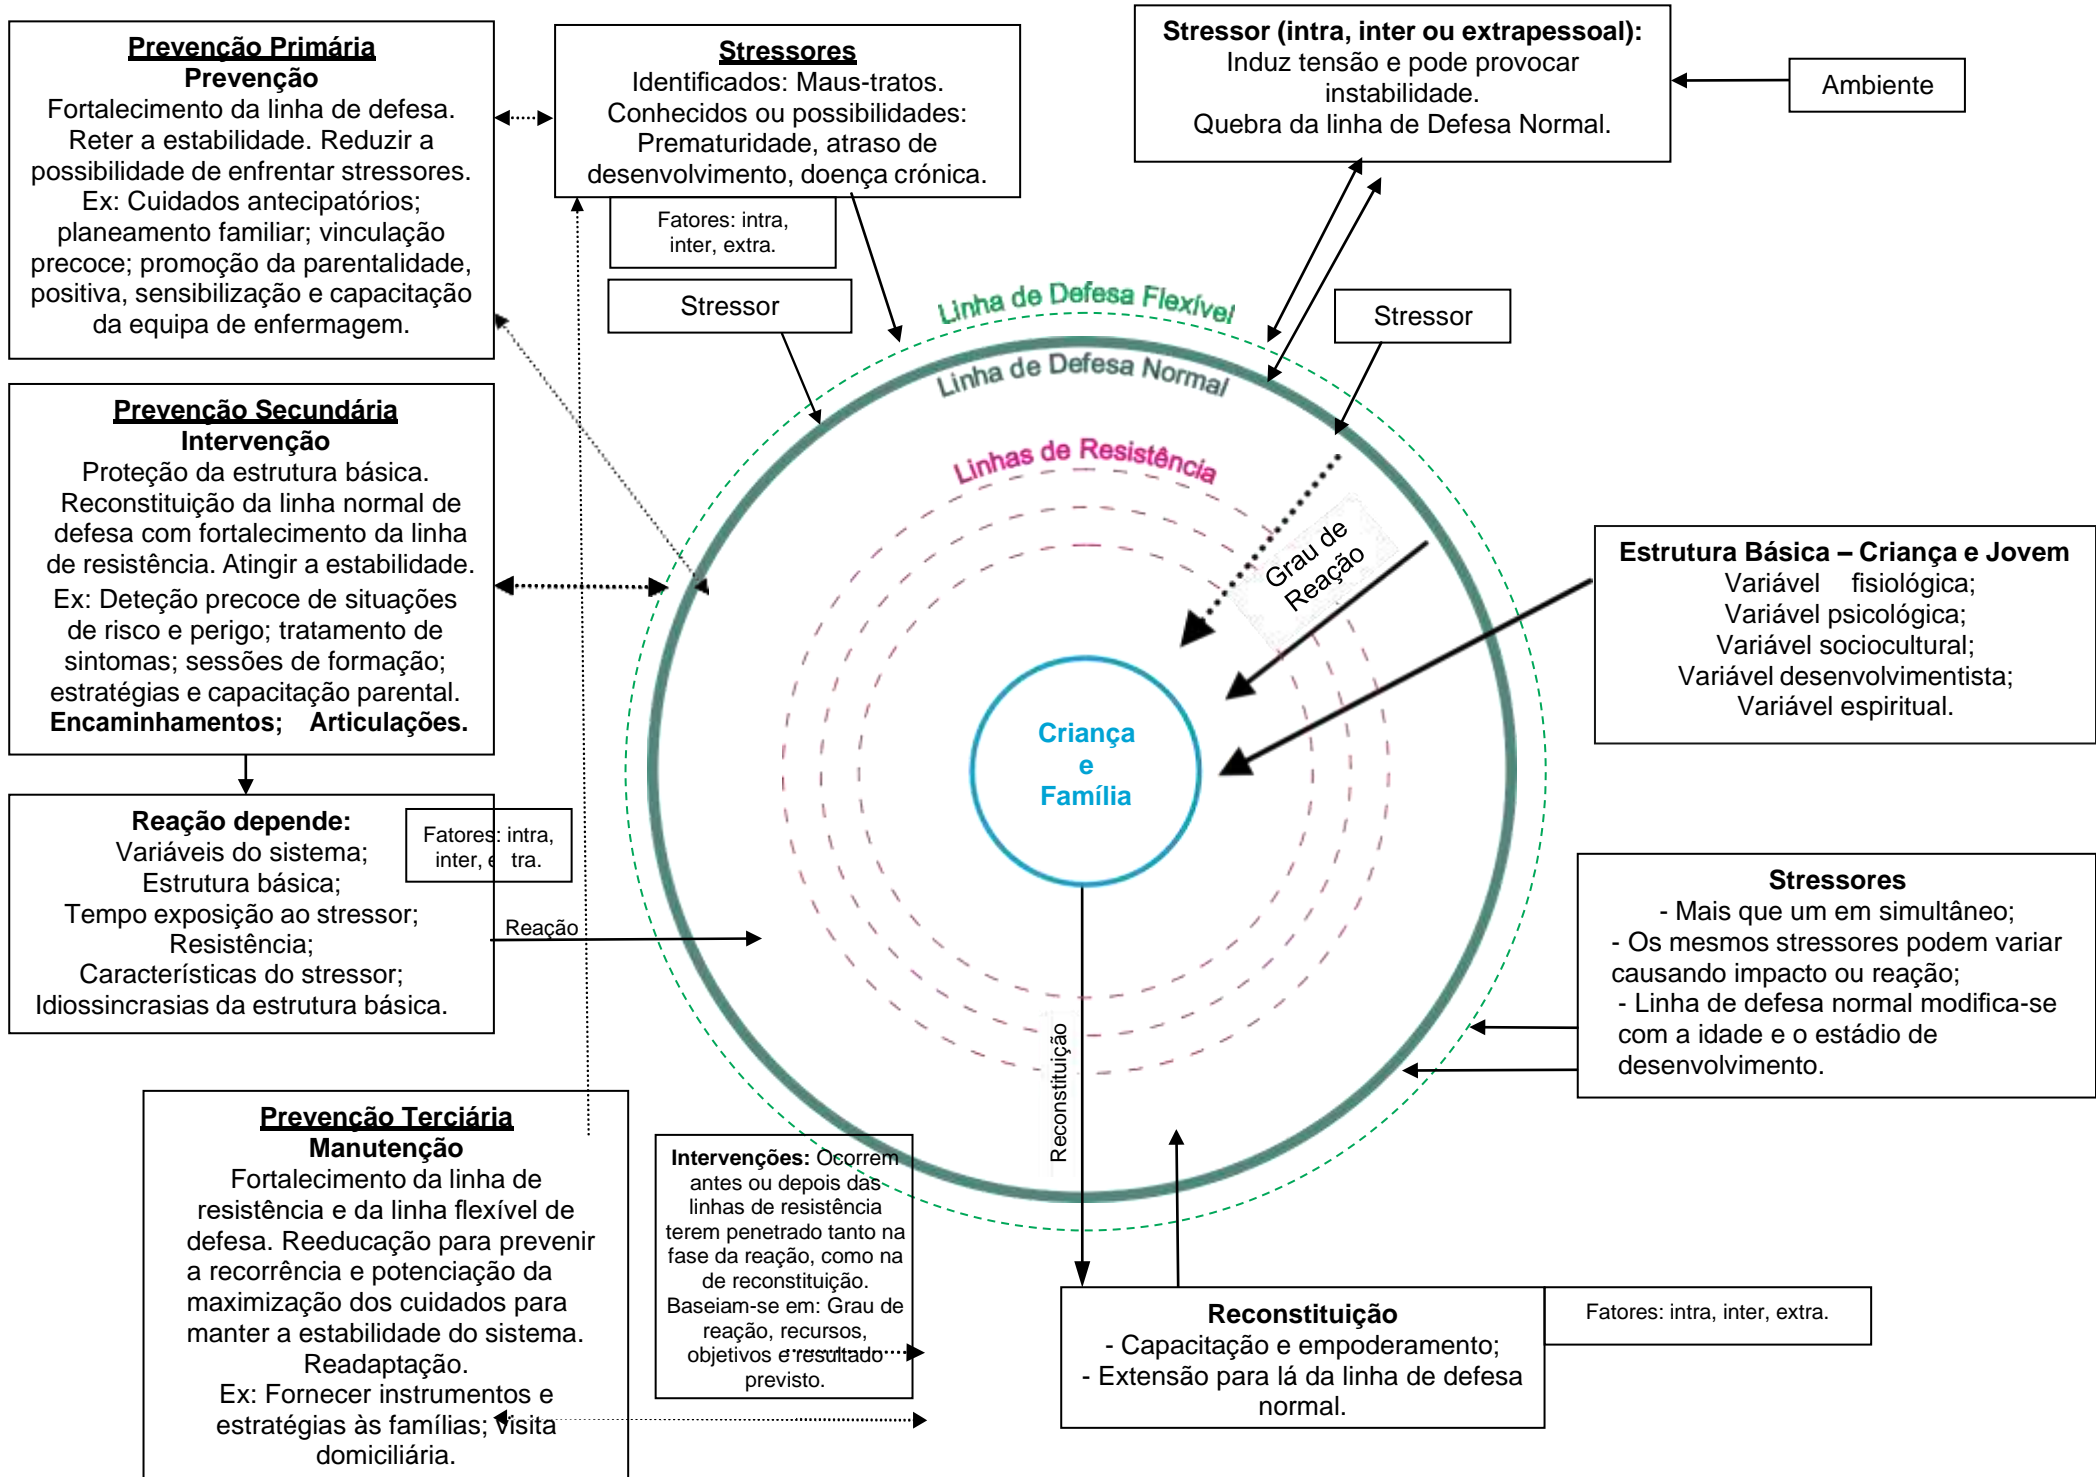 Prevenção Primária
Prevenção
Fortalecimento da linha de defesa.
Reter a estabilidade. Reduzir a
possibilidade de enfrentar stressores.
Ex: Cuidados antecipatórios;
planeamento familiar; vinculação
precoce; promoção da parentalidade,
positiva, sensibilização e capacitação
da equipa de enfermagem.
Stressores
Identificados: Maus-tratos.
Conhecidos ou possibilidades:
Prematuridade, atraso de
desenvolvimento, doença crónica.
Fatores: intra,
inter, extra.
Stressor
Stressor (intra, inter ou extrapessoal):
Induz tensão e pode provocar
instabilidade.
Quebra da linha de Defesa Normal.
Ambiente
Stressor
Linha de Defesa Flexível
Linha de Defesa Normal
Linhas de Resistência
Grau de
Reação
Criança
e
Família
Prevenção Secundária
Intervenção
Proteção da estrutura básica.
Reconstituição da linha normal de
defesa com fortalecimento da linha
de resistência. Atingir a estabilidade.
Ex: Deteção precoce de situações
de risco e perigo; tratamento de
sintomas; sessões de formação;
estratégias e capacitação parental.
Encaminhamentos; Articulações.
Estrutura Básica – Criança e Jovem
Variável fisiológica;
Variável psicológica;
Variável sociocultural;
Variável desenvolvimentista;
Variável espiritual.
Reação depende:
Variáveis do sistema;
Estrutura básica;
Tempo exposição ao stressor;
Resistência;
Características do stressor;
Idiossincrasias da estrutura básica.
Fatores: intra,
inter, e tra.
Reação
Stressores
- Mais que um em simultâneo;
- Os mesmos stressores podem variar
causando impacto ou reação;
- Linha de defesa normal modifica-se
com a idade e o estádio de
desenvolvimento.
Reconstituição
Prevenção Terciária
Manutenção
Fortalecimento da linha de
resistência e da linha flexível de
defesa. Reeducação para prevenir
a recorrência e potenciação da
maximização dos cuidados para
manter a estabilidade do sistema.
Readaptação.
Ex: Fornecer instrumentos e
estratégias às famílias; visita
domiciliária.
Intervenções: Ocorrem
antes ou depois das
linhas de resistência
terem penetrado tanto na
fase da reação, como na
de reconstituição.
Baseiam-se em: Grau de
reação, recursos,
objetivos e resultado
previsto.
Reconstituição
- Capacitação e empoderamento;
- Extensão para lá da linha de defesa
normal.
Fatores: intra, inter, extra.